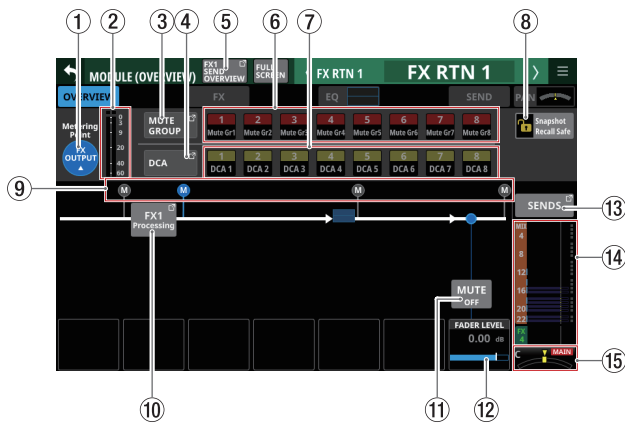 ① ② ③ ④ ⑤ ⑥ ⑦ ⑧
MODULE (OVERVIEW)
FX1
SEND
OVERVIEW
FULL
SCREEN
FX RTN 1
FX RTN 1
OVERVIEW
FX
EQ
SEND
PAN
Metering
Point
FX
OUTPUT
0
3
9
20
40
60
MUTE
GROUP
DCA
1 2 3 4 5 6 7 8
Mute Gr1 Mute Gr2 Mute Gr3 Mute Gr4 Mute Gr5 Mute Gr6 Mute Gr7 Mute Gr8
1 2 3 4 5 6 7 8
DCA 1 DCA 2 DCA 3 DCA 4 DCA 5 DCA 6 DCA 7 DCA 8
Snapshot
Recall Safe
⑨
M M M M
FX1
Processing
SENDS
⑬
MIX
4
8
12
16
20
22
FX
4
⑭
MUTE
OFF
FADER LEVEL
0.00 dB
C
MAIN
⑮
⑩ ⑪ ⑫